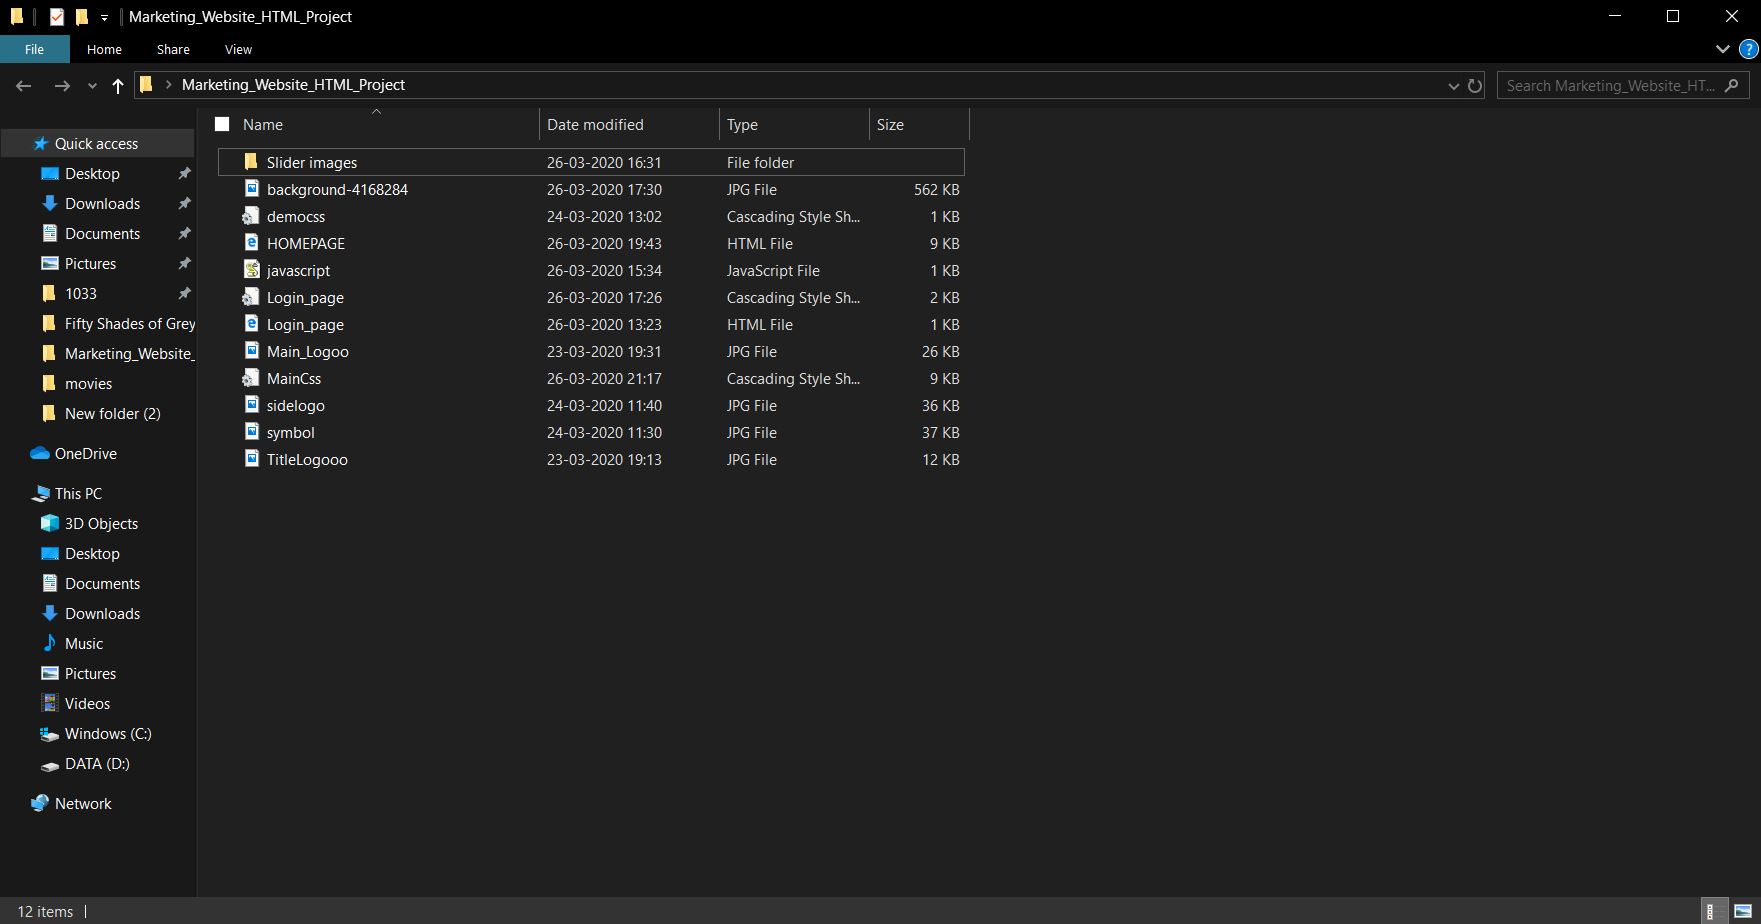 Marketing_Website_HTML_Project
File Home Share View
Marketing_Website_HTML_Project
Search Marketing_Website_HT...
Name Date modified Type Size
Quick access
Desktop
Downloads
Documents
Pictures
1033
Fifty Shades of Grey
Marketing_Website_
movies
New folder (2)
OneDrive
This PC
3D Objects
Desktop
Documents
Downloads
Music
Pictures
Videos
Windows (C:)
DATA (D:)
Network
Slider images 26-03-2020 16:31 File folder
background-4168284 26-03-2020 17:30 JPG File 562 KB
democss 24-03-2020 13:02 Cascading Style Sh... 1 KB
HOMEPAGE 26-03-2020 19:43 HTML File 9 KB
javascript 26-03-2020 15:34 JavaScript File 1 KB
Login_page 26-03-2020 17:26 Cascading Style Sh... 2 KB
Login_page 26-03-2020 13:23 HTML File 1 KB
Main_Logoo 23-03-2020 19:31 JPG File 26 KB
MainCss 26-03-2020 21:17 Cascading Style Sh... 9 KB
sidelogo 24-03-2020 11:40 JPG File 36 KB
symbol 24-03-2020 11:30 JPG File 37 KB
TitleLogooo 23-03-2020 19:13 JPG File 12 KB
12 items